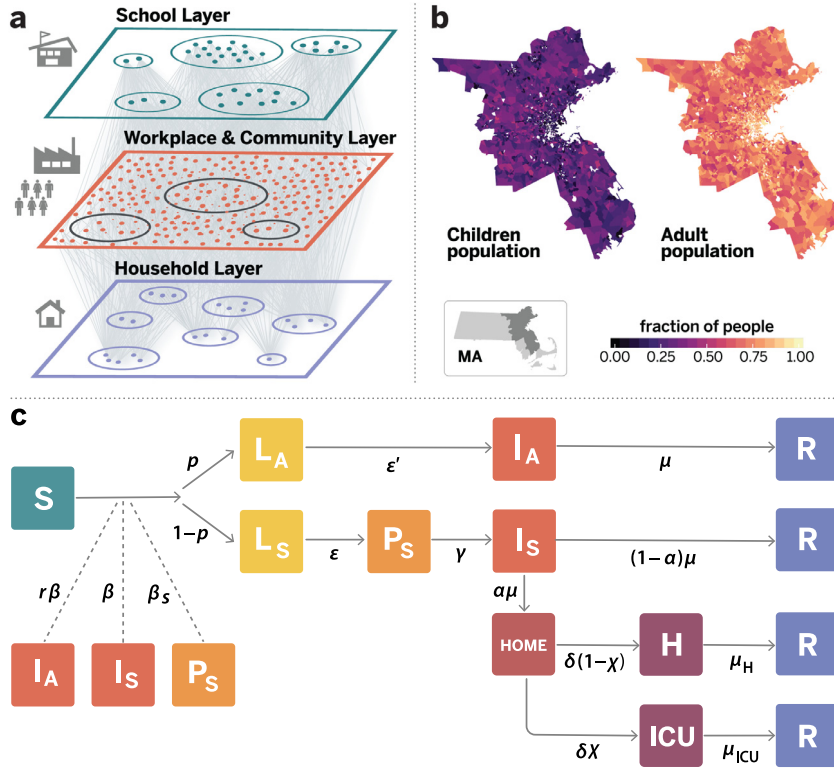 a
School Layer
Workplace & Community Layer
Household Layer
b
Children
population
Adult
population
MA
fraction of people
0.00 0.25 0.50 0.75 1.00
c
S
p
1−p
L_A
ε′
I_A
μ
R
L_S
ε
P_S
γ
I_S
(1−α)μ
R
rβ
β
β_S
αμ
I_A
I_S
P_S
HOME
δ(1−χ)
H
μ_H
R
δχ
ICU
μ_ICU
R